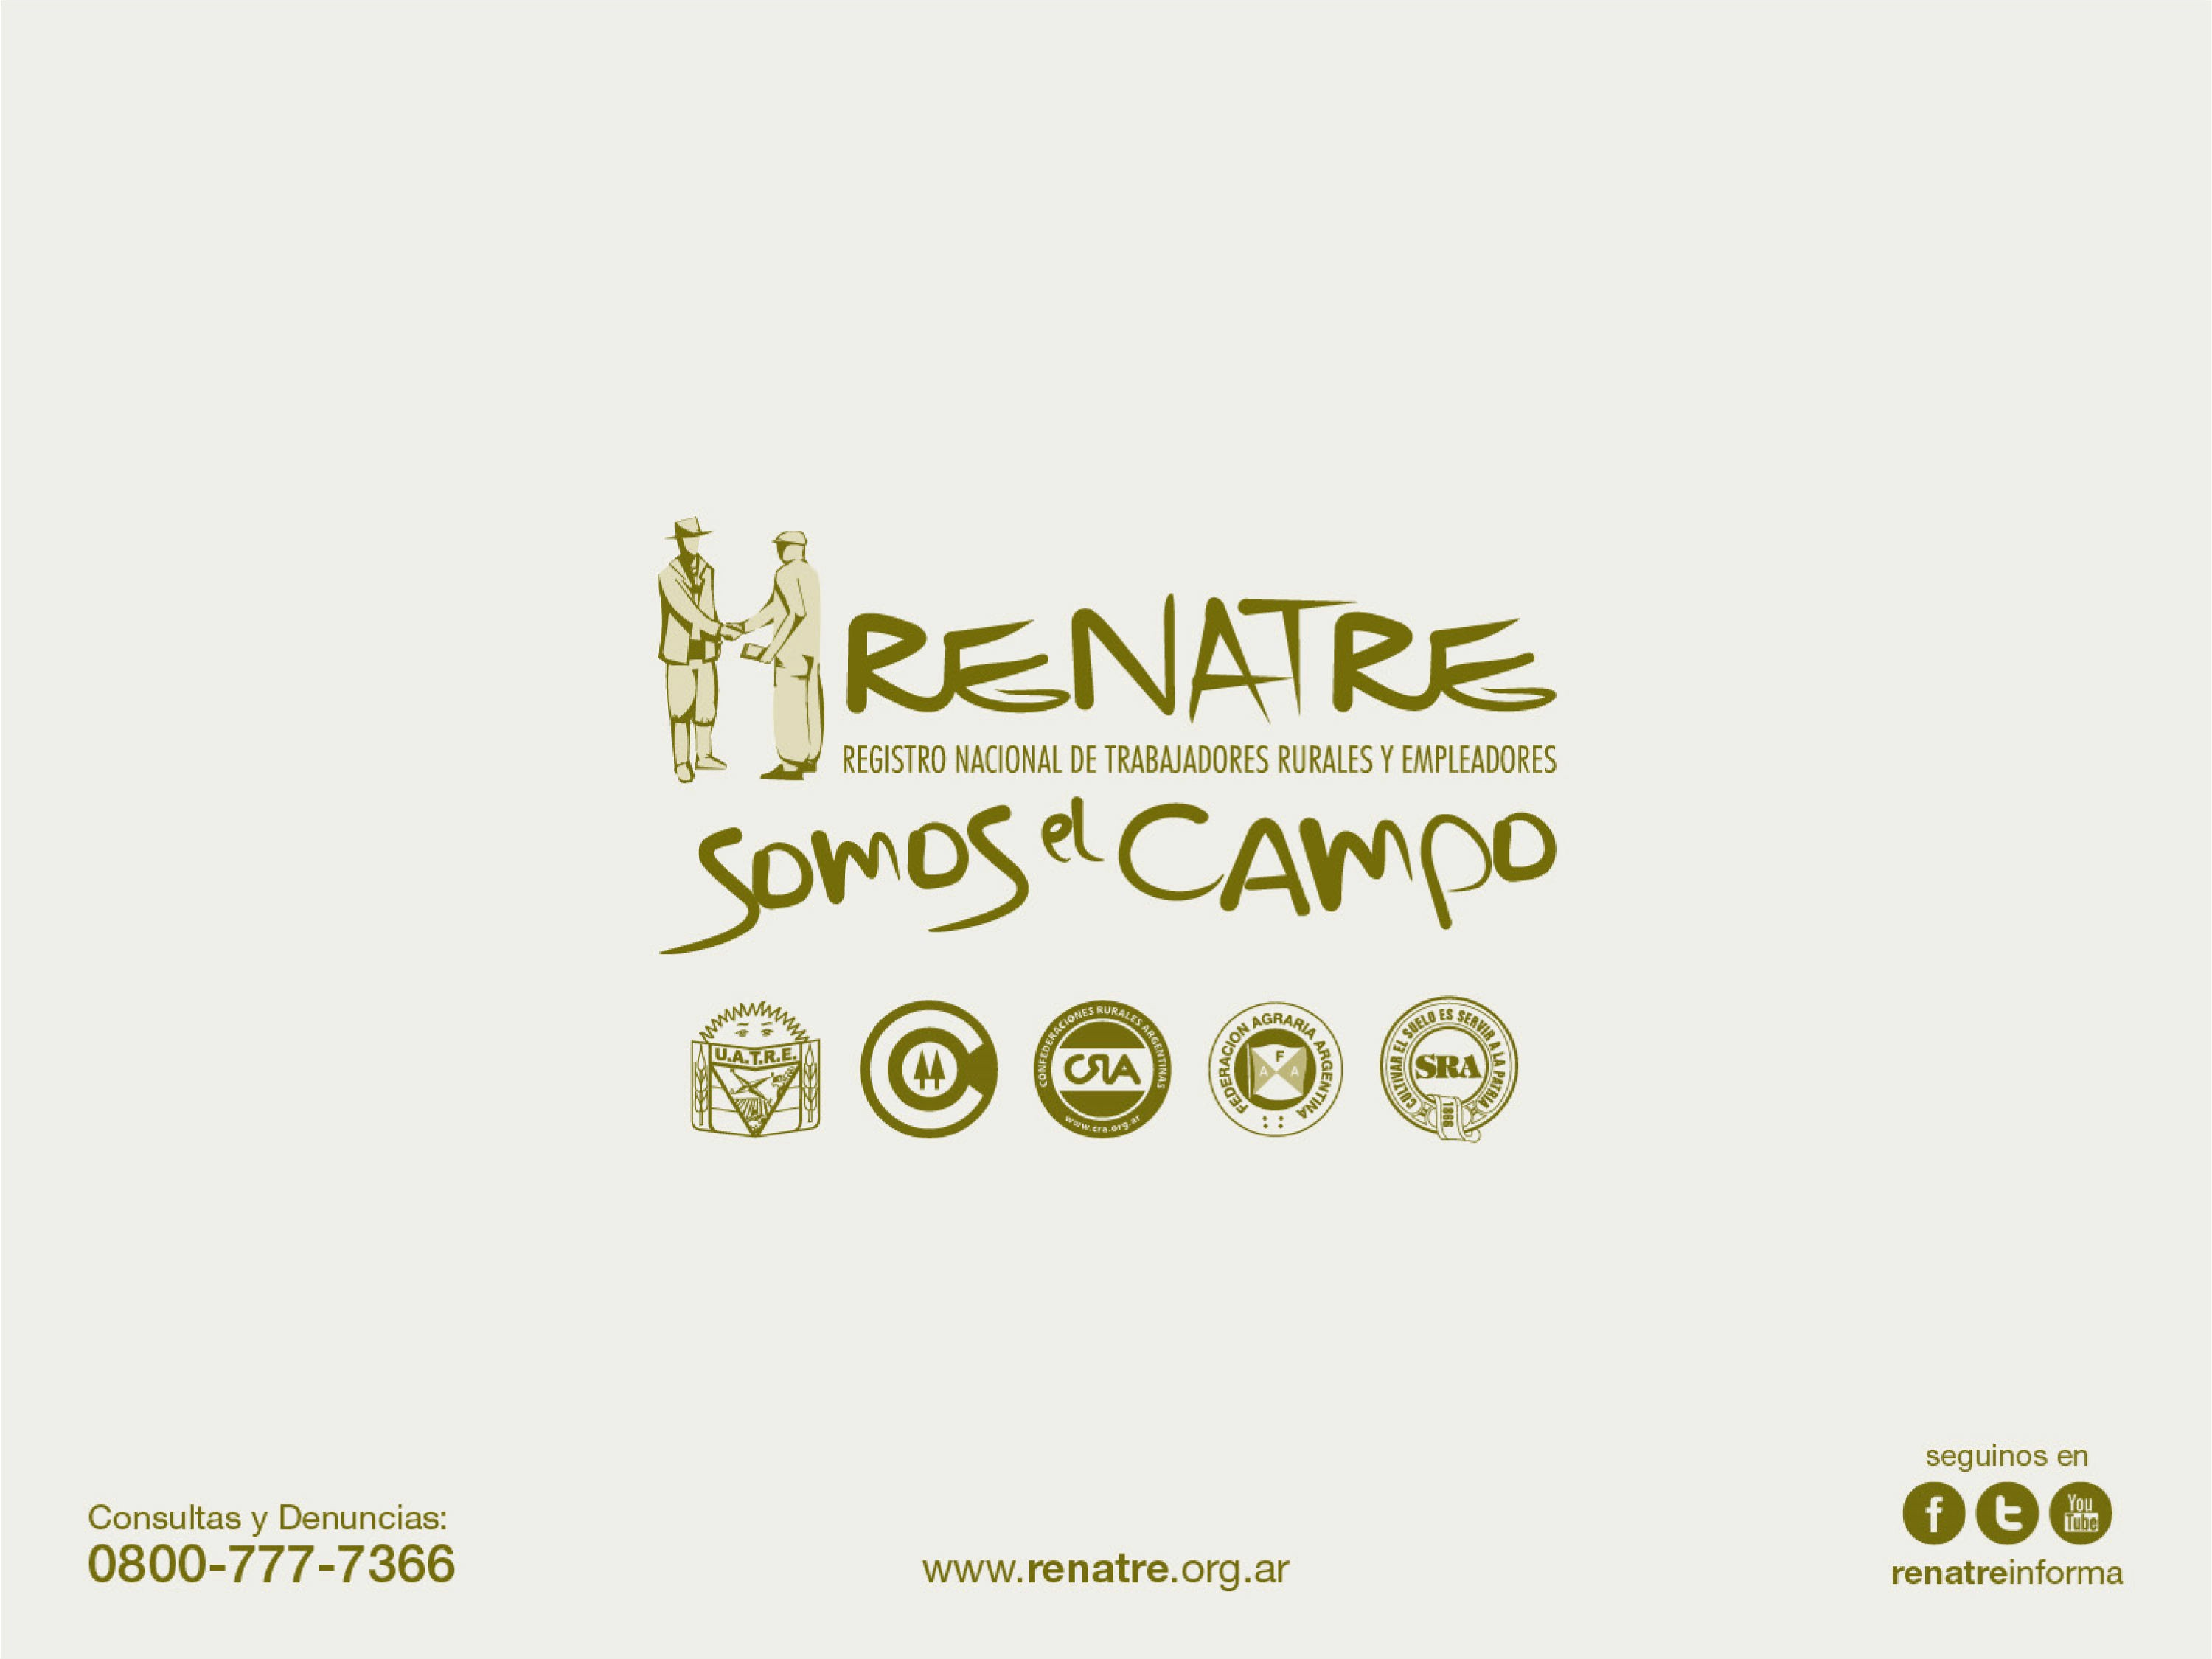 RENATRE
REGISTRO NACIONAL DE TRABAJADORES RURALES Y EMPLEADORES
somos el CAMPO
U.A.T.R.E.
CONFEDERACIONES RURALES ARGENTINAS
CRA
www.cra.org.ar
FEDERACION AGRARIA ARGENTINA
F
A A
CULTIVAR EL SUELO ES SERVIR A LA PATRIA
SRA
1866
seguinos en
f t You
Tube
Consultas y Denuncias:
0800-777-7366
www.renatre.org.ar
renatreinforma